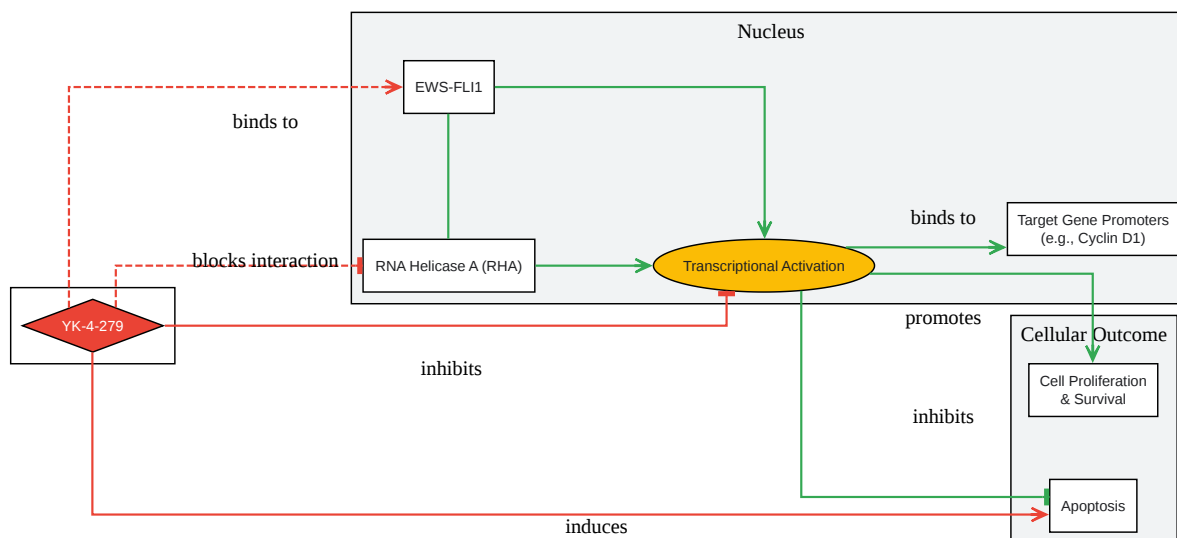 Nucleus
EWS-FLI1
binds to
binds to
Target Gene Promoters
(e.g., Cyclin D1)
blocks interaction
RNA Helicase A (RHA)
Transcriptional Activation
YK-4-279
promotes
Cellular Outcome
inhibits
Cell Proliferation
& Survival
inhibits
Apoptosis
induces